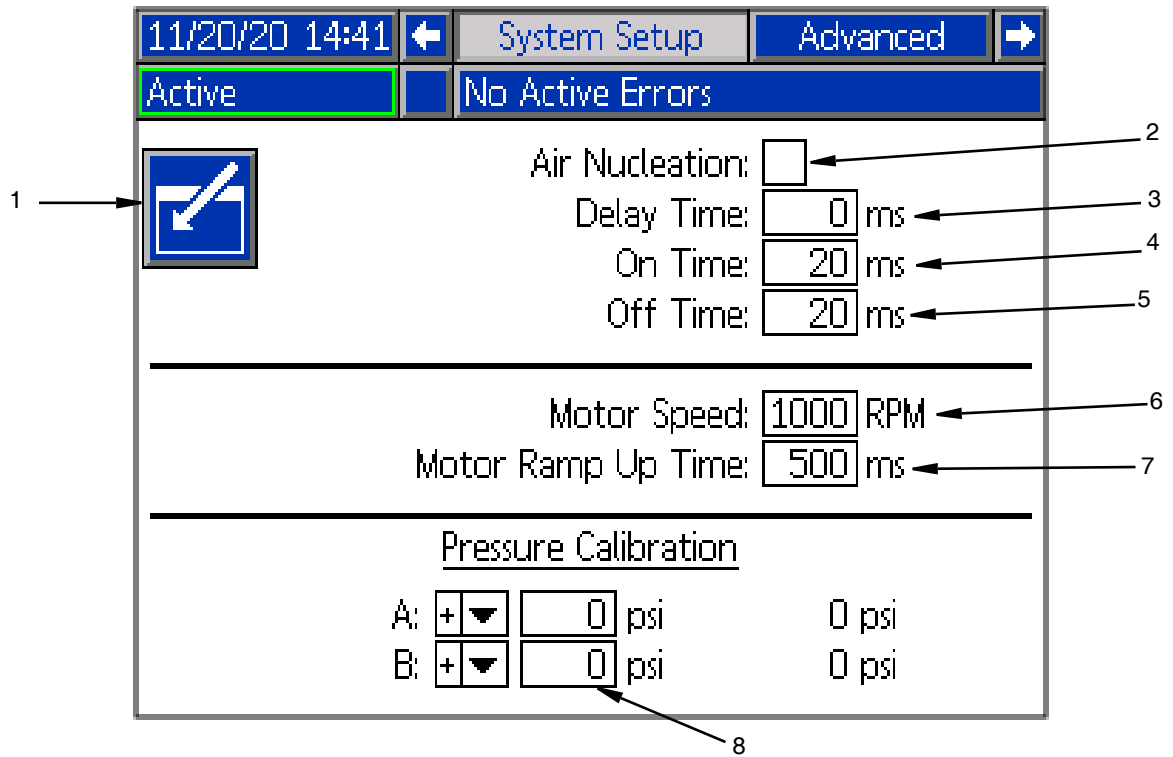 11/20/20 14:41 System Setup Advanced
Active No Active Errors
1
Air Nucleation: 2
Delay Time: 0 ms 3
On Time: 20 ms 4
Off Time: 20 ms 5
Motor Speed: 1000 RPM 6
Motor Ramp Up Time: 500 ms 7
Pressure Calibration
A: + 0 psi 0 psi
B: + 0 psi 0 psi
8